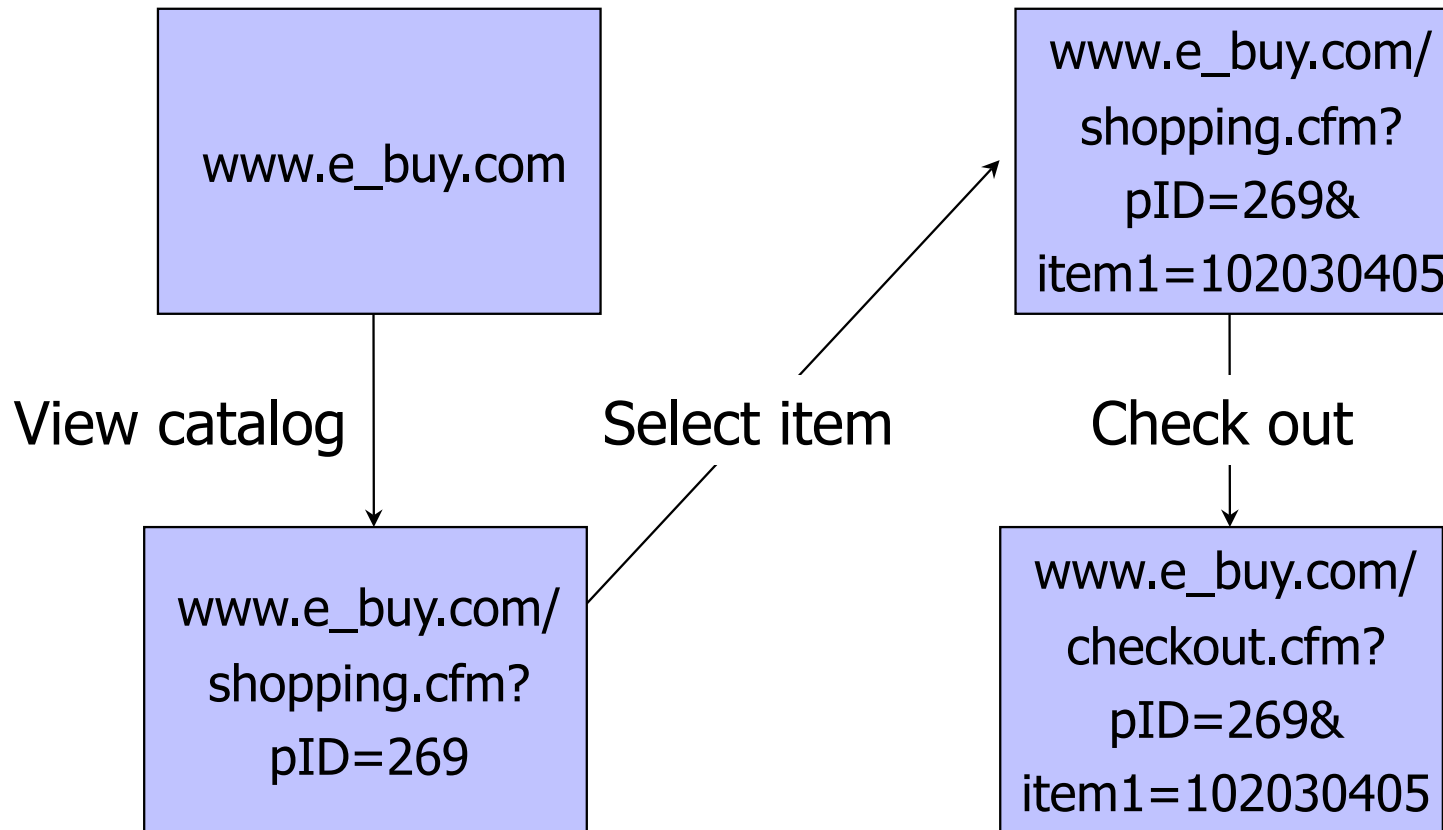 www.e_buy.com
View catalog
www.e_buy.com/
shopping.cfm?
pID=269
Select item
www.e_buy.com/
shopping.cfm?
pID=269&
item1=102030405
Check out
www.e_buy.com/
checkout.cfm?
pID=269&
item1=102030405